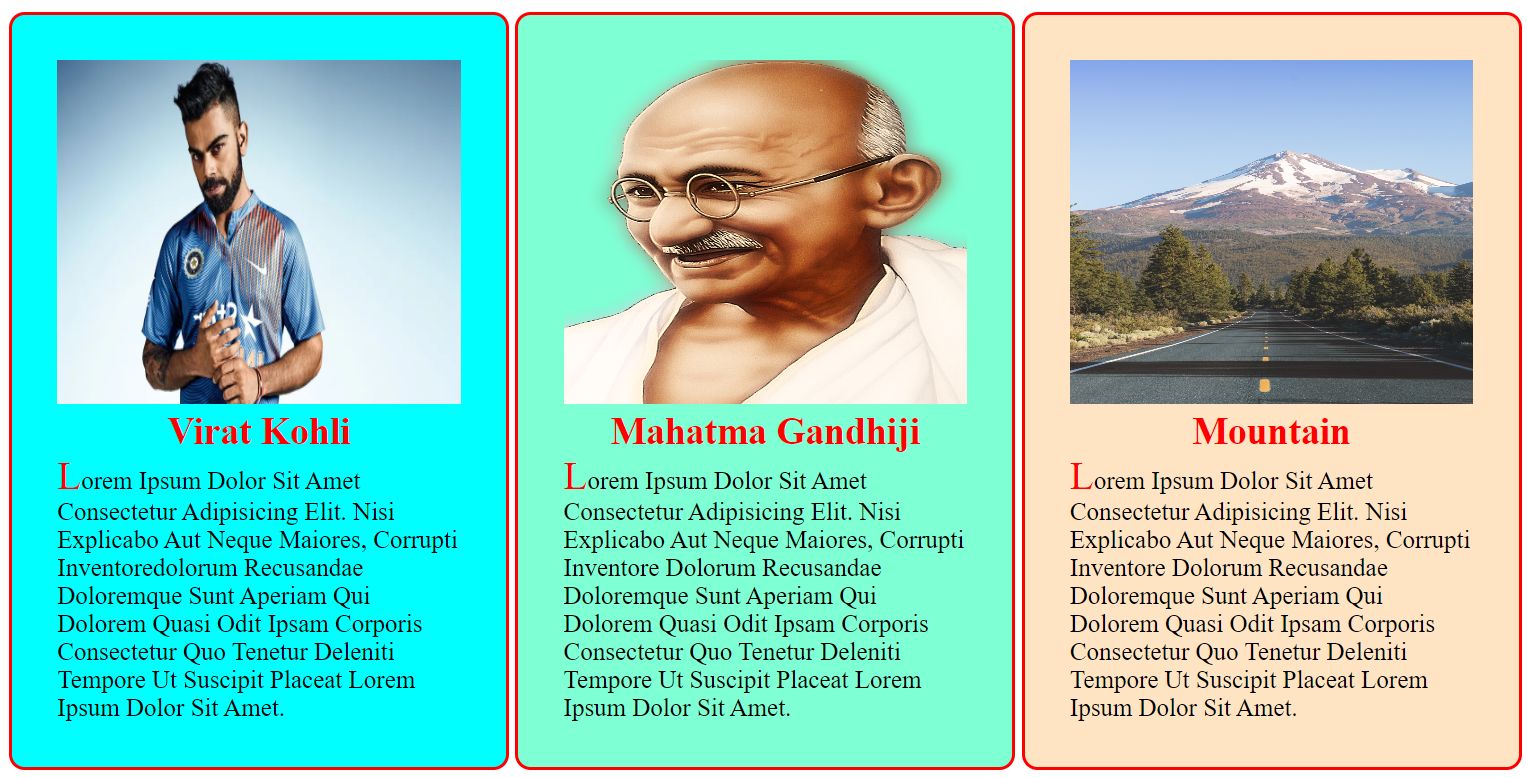 Virat Kohli
Lorem Ipsum Dolor Sit Amet
Consectetur Adipisicing Elit. Nisi
Explicabo Aut Neque Maiores, Corrupti
Inventoredolorum Recusandae
Doloremque Sunt Aperiam Qui
Dolorem Quasi Odit Ipsam Corporis
Consectetur Quo Tenetur Deleniti
Tempore Ut Suscipit Placeat Lorem
Ipsum Dolor Sit Amet.
Mahatma Gandhiji
Lorem Ipsum Dolor Sit Amet
Consectetur Adipisicing Elit. Nisi
Explicabo Aut Neque Maiores, Corrupti
Inventore Dolorum Recusandae
Doloremque Sunt Aperiam Qui
Dolorem Quasi Odit Ipsam Corporis
Consectetur Quo Tenetur Deleniti
Tempore Ut Suscipit Placeat Lorem
Ipsum Dolor Sit Amet.
Mountain
Lorem Ipsum Dolor Sit Amet
Consectetur Adipisicing Elit. Nisi
Explicabo Aut Neque Maiores, Corrupti
Inventore Dolorum Recusandae
Doloremque Sunt Aperiam Qui
Dolorem Quasi Odit Ipsam Corporis
Consectetur Quo Tenetur Deleniti
Tempore Ut Suscipit Placeat Lorem
Ipsum Dolor Sit Amet.